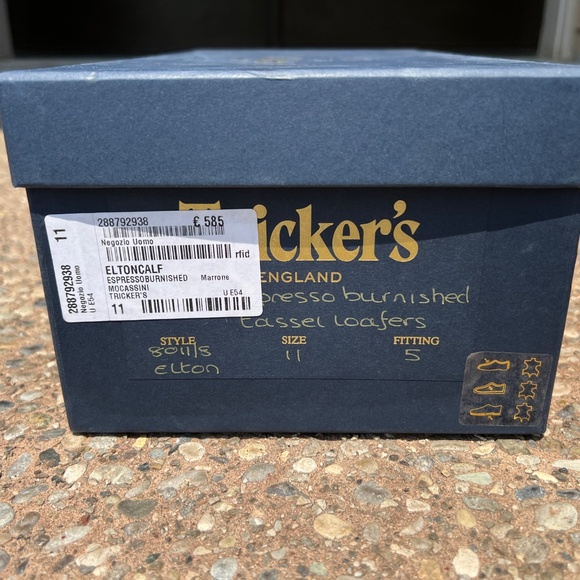 288792938 € 585
Negozio Uomo
rfid
ELTONCALF
ESPRESSOBURNISHED Marrone
MOCASSINI
TRICKER'S
11 U E54
11
288792938
Negozio Uomo
U E54
Tricker's
ENGLAND
presso burnished
tassel loafers
STYLE SIZE FITTING
8011/8 11 5
elton